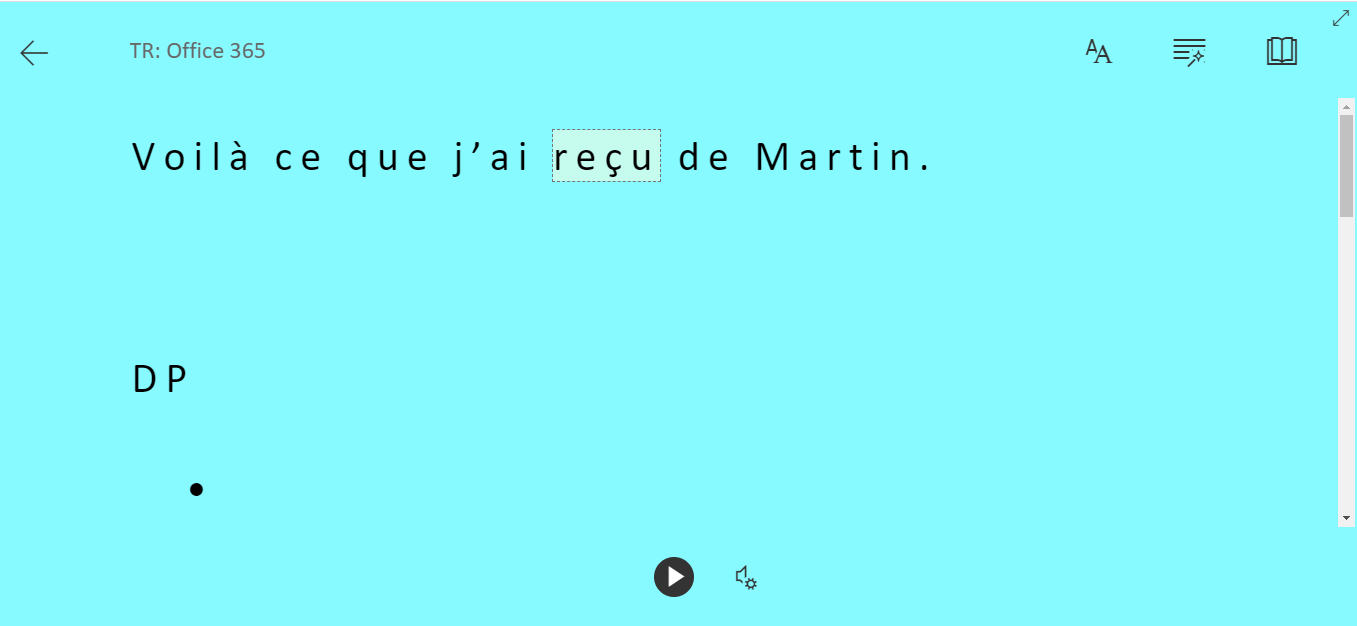 TR: Office 365
Voilà ce que j’ai reçu de Martin.
DP
•